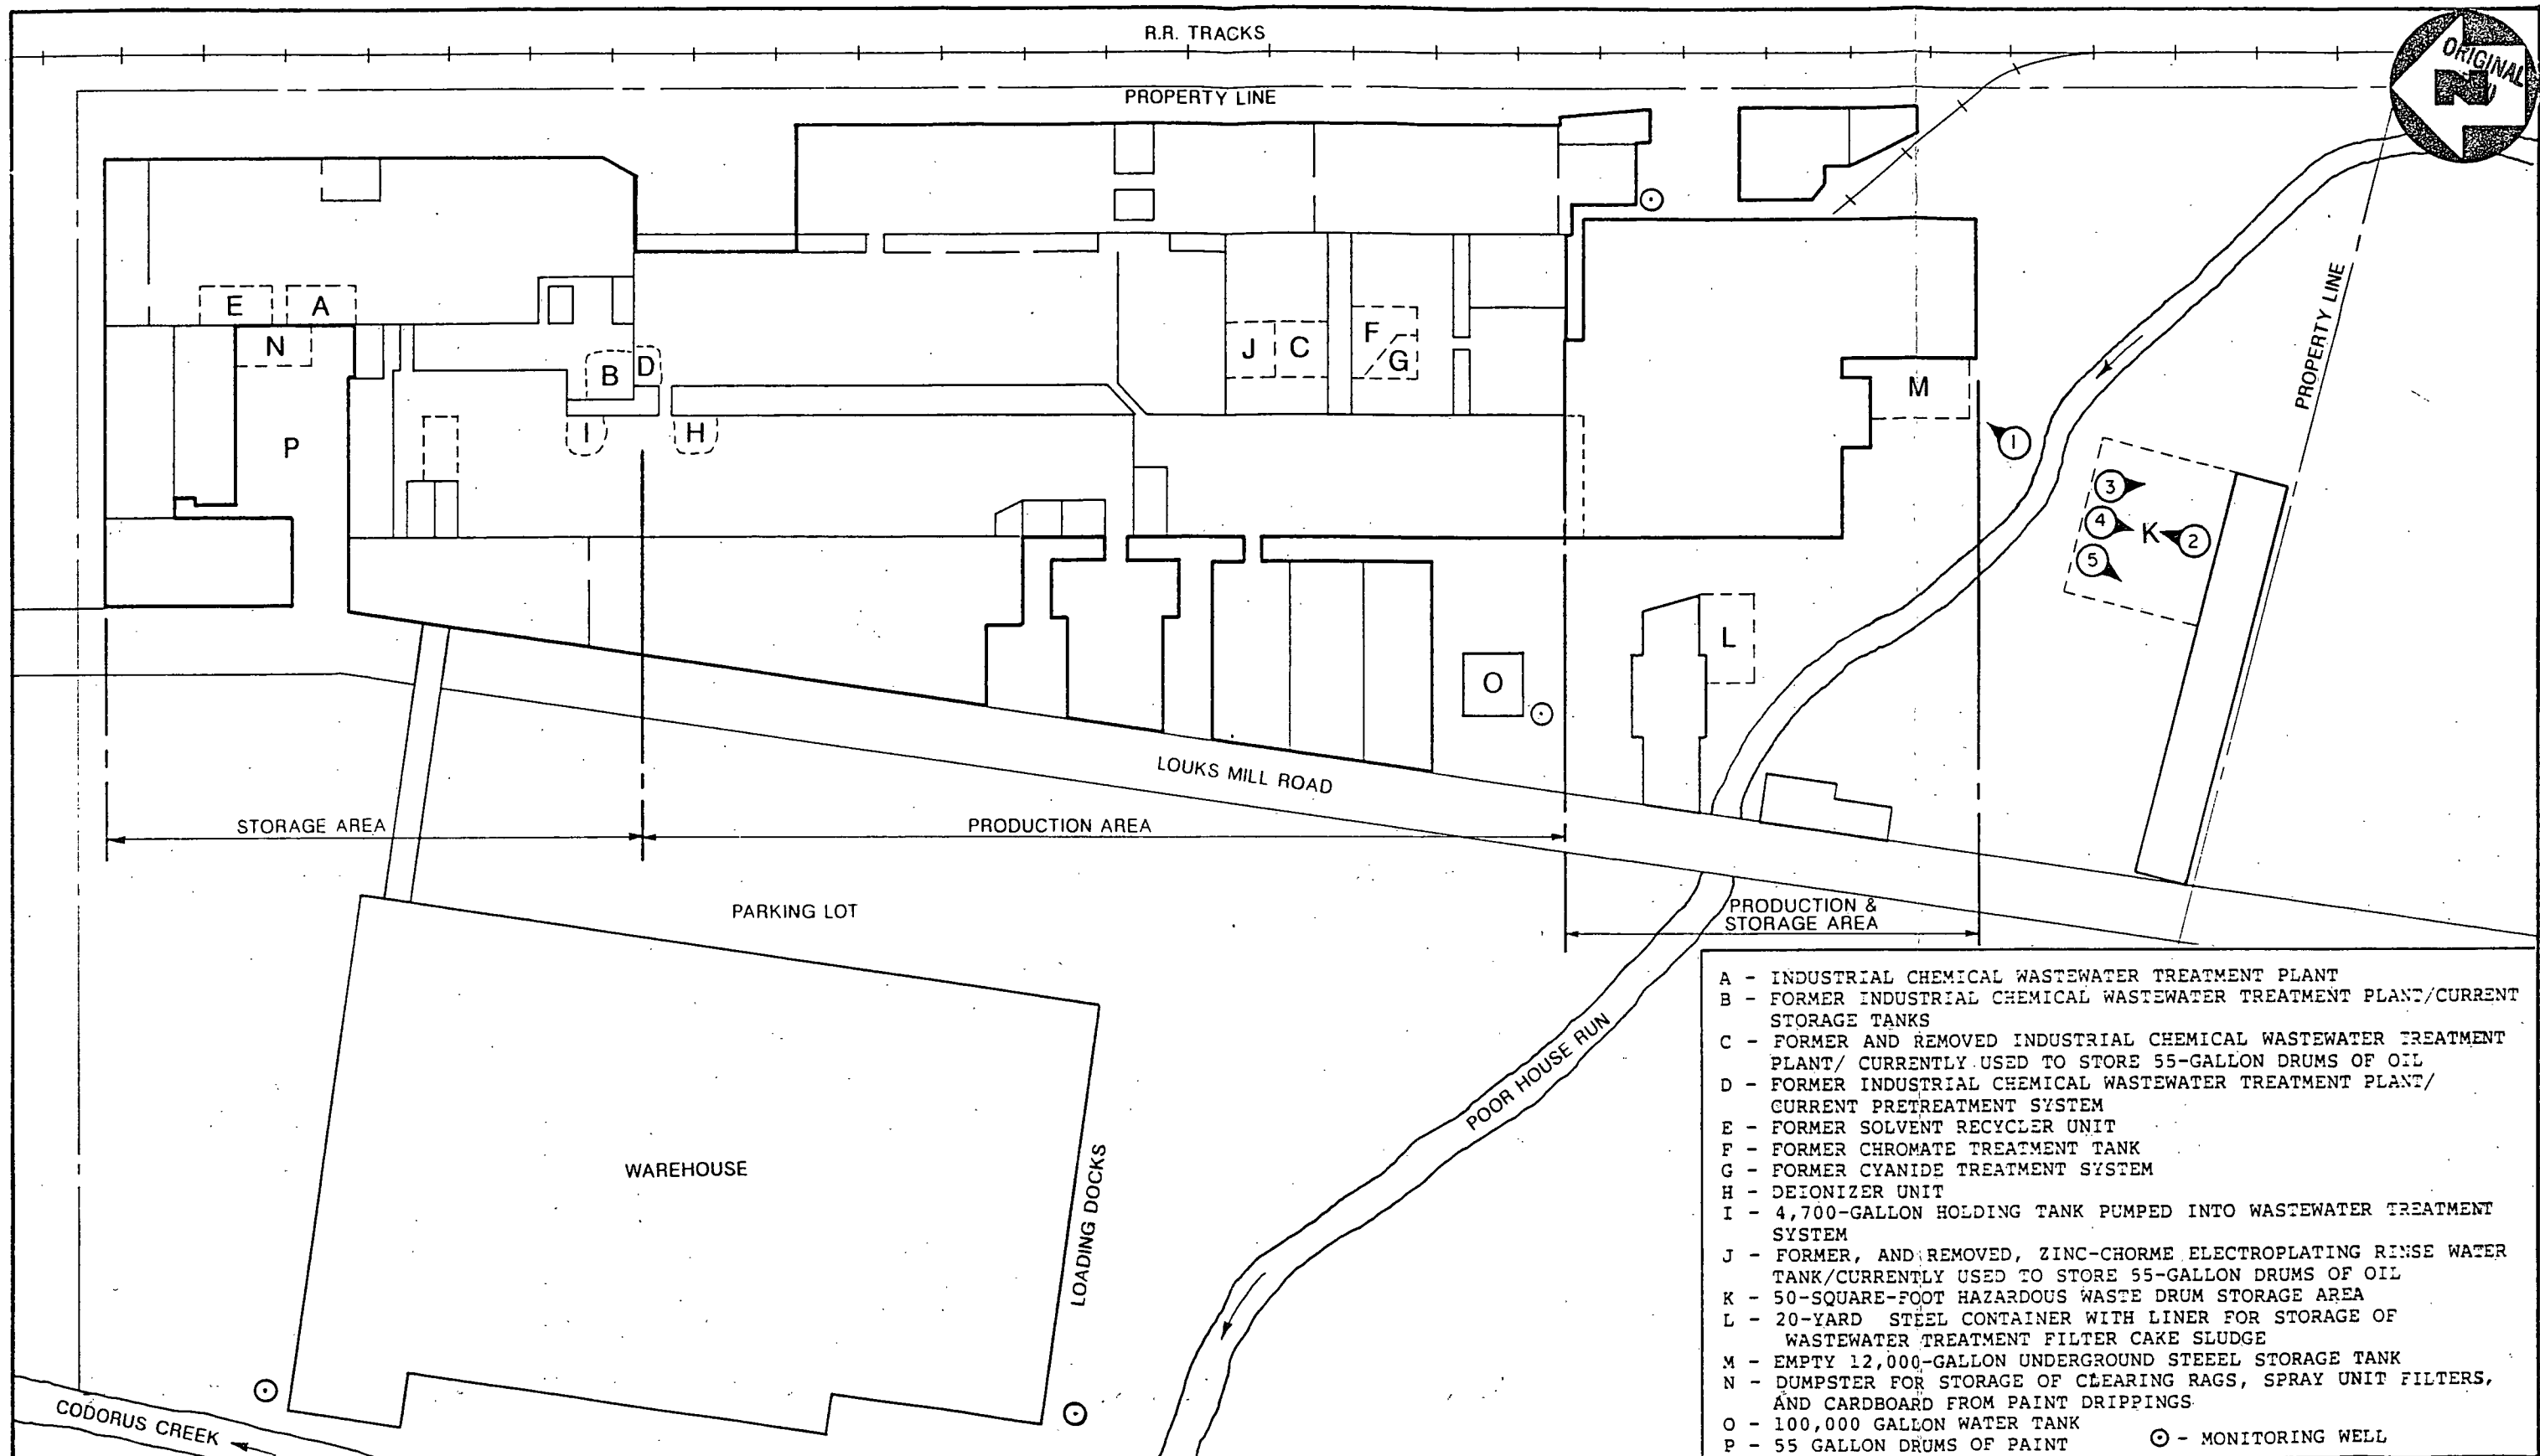 R.R. TRACKS
ORIGINAL
N
PROPERTY LINE
PROPERTY LINE
E
A
N
B
D
J
C
F
G
M
P
I
H
1
3
4
K
2
5
L
O
LOUKS MILL ROAD
STORAGE AREA
PRODUCTION AREA
PRODUCTION &
STORAGE AREA
PARKING LOT
WAREHOUSE
LOADING DOCKS
POOR HOUSE RUN
CODORUS CREEK
A - INDUSTRIAL CHEMICAL WASTEWATER TREATMENT PLANT
B - FORMER INDUSTRIAL CHEMICAL WASTEWATER TREATMENT PLANT/CURRENT
STORAGE TANKS
C - FORMER AND REMOVED INDUSTRIAL CHEMICAL WASTEWATER TREATMENT
PLANT/ CURRENTLY USED TO STORE 55-GALLON DRUMS OF OIL
D - FORMER INDUSTRIAL CHEMICAL WASTEWATER TREATMENT PLANT/
CURRENT PRETREATMENT SYSTEM
E - FORMER SOLVENT RECYCLER UNIT
F - FORMER CHROMATE TREATMENT TANK
G - FORMER CYANIDE TREATMENT SYSTEM
H - DEIONIZER UNIT
I - 4,700-GALLON HOLDING TANK PUMPED INTO WASTEWATER TREATMENT
SYSTEM
J - FORMER, AND REMOVED, ZINC-CHORME ELECTROPLATING RINSE WATER
TANK/CURRENTLY USED TO STORE 55-GALLON DRUMS OF OIL
K - 50-SQUARE-FOOT HAZARDOUS WASTE DRUM STORAGE AREA
L - 20-YARD STEEL CONTAINER WITH LINER FOR STORAGE OF
WASTEWATER TREATMENT FILTER CAKE SLUDGE
M - EMPTY 12,000-GALLON UNDERGROUND STEEEL STORAGE TANK
N - DUMPSTER FOR STORAGE OF CLEARING RAGS, SPRAY UNIT FILTERS,
AND CARDBOARD FROM PAINT DRIPPINGS
O - 100,000 GALLON WATER TANK
P - 55 GALLON DRUMS OF PAINT
- MONITORING WELL